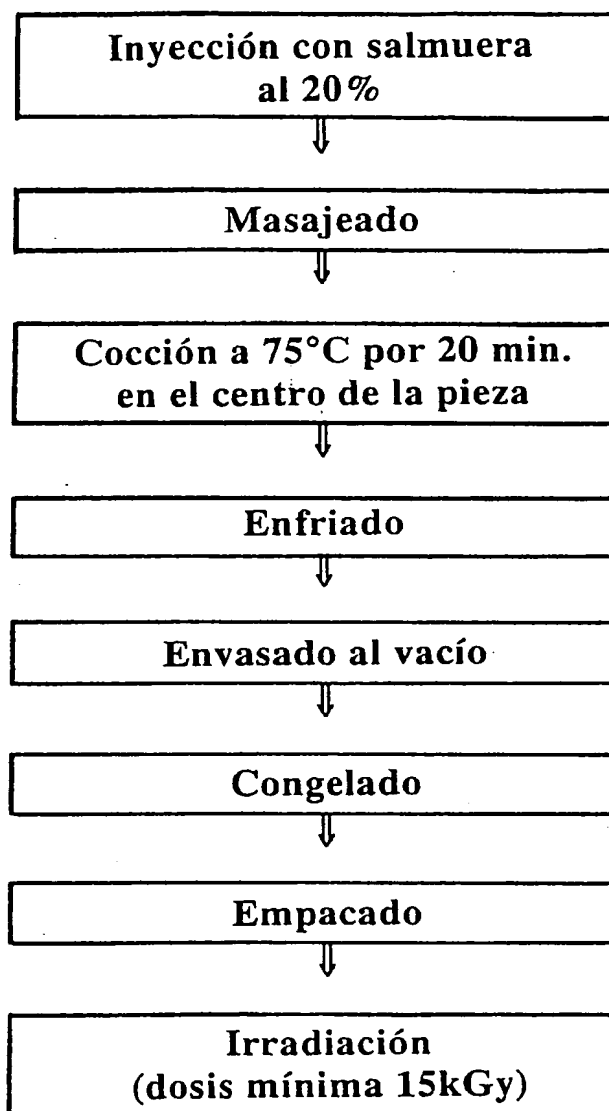 Inyección con salmuera
al 20%
Masajeado
Cocción a 75°C por 20 min.
en el centro de la pieza
Enfriado
Envasado al vacío
Congelado
Empacado
Irradiación
(dosis mínima 15kGy)